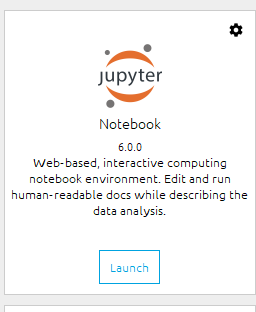 jupyter
Notebook
6.0.0
Web-based, interactive computing
notebook environment. Edit and run
human-readable docs while describing the
data analysis.
Launch